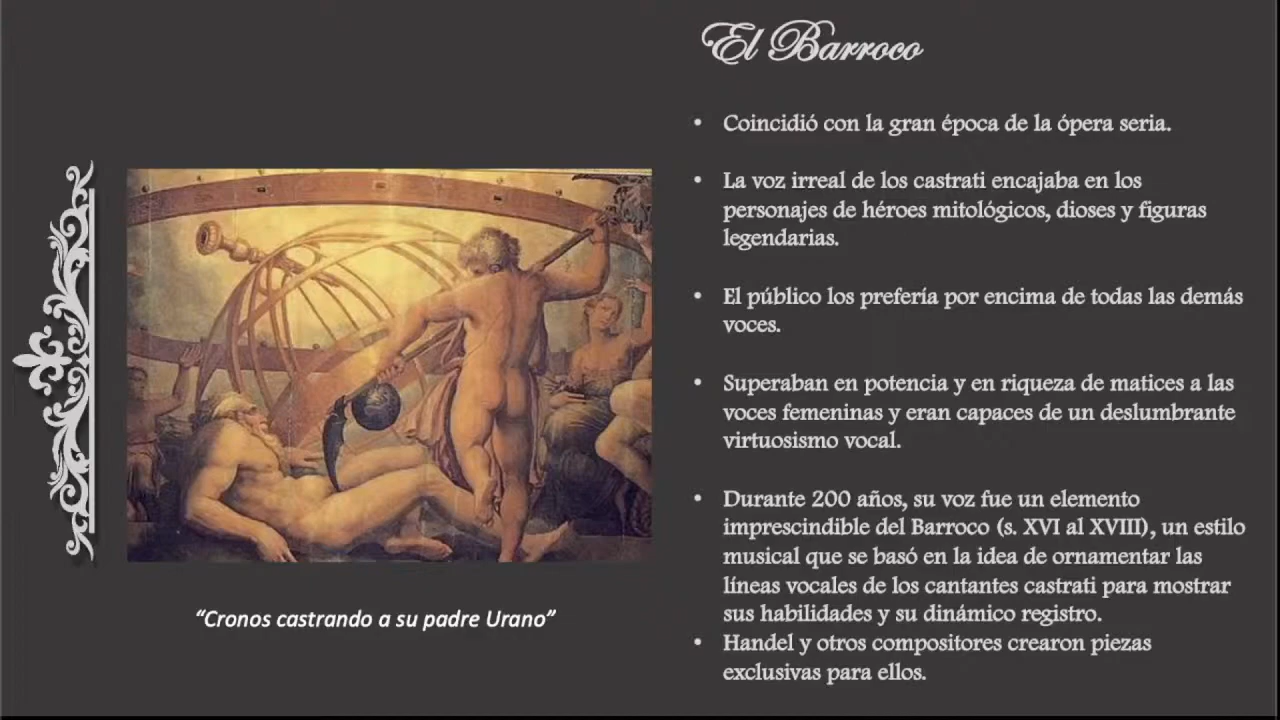 El Barroco
• Coincidió con la gran época de la ópera seria.
• La voz irreal de los castrati encajaba en los
personajes de héroes mitológicos, dioses y figuras
legendarias.
• El público los prefería por encima de todas las demás
voces.
• Superaban en potencia y en riqueza de matices a las
voces femeninas y eran capaces de un deslumbrante
virtuosismo vocal.
• Durante 200 años, su voz fue un elemento
imprescindible del Barroco (s. XVI al XVIII), un estilo
musical que se basó en la idea de ornamentar las
líneas vocales de los cantantes castrati para mostrar
sus habilidades y su dinámico registro.
• Handel y otros compositores crearon piezas
exclusivas para ellos.
“Cronos castrando a su padre Urano”